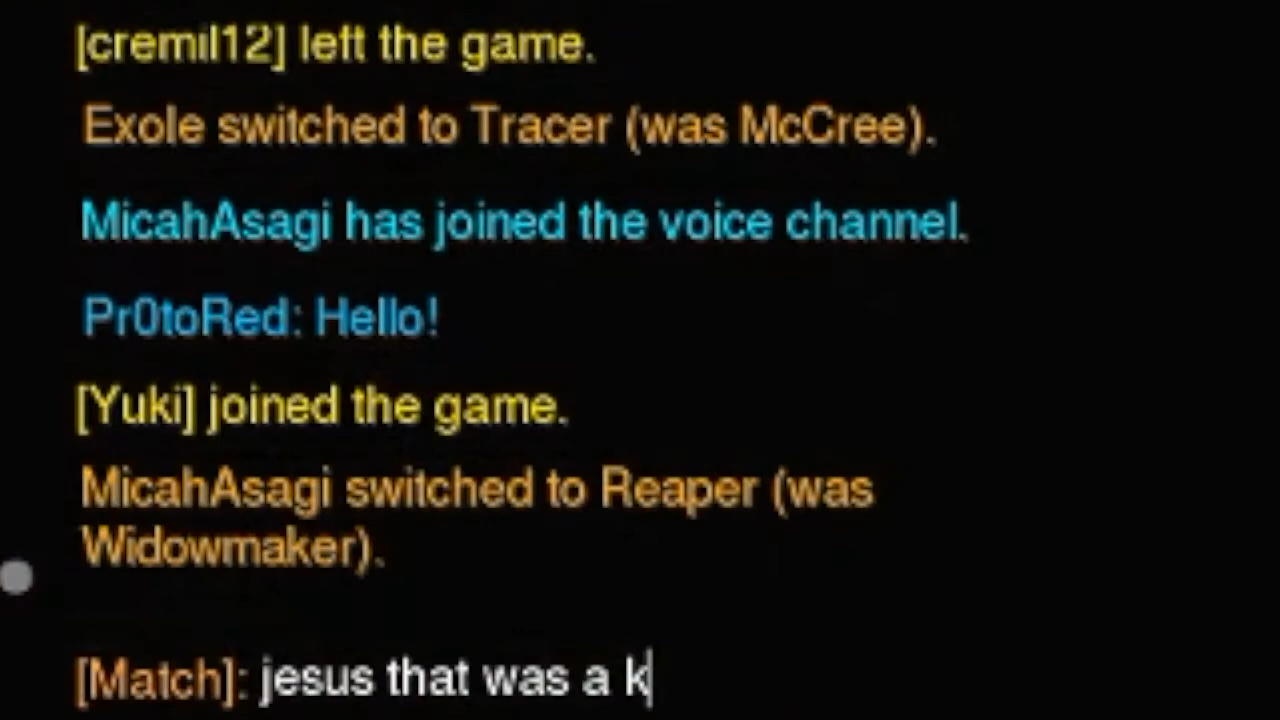 [cremil12] left the game.
Exole switched to Tracer (was McCree).
MicahAsagi has joined the voice channel.
Pr0toRed: Hello!
[Yuki] joined the game.
MicahAsagi switched to Reaper (was
Widowmaker).
[Match]: jesus that was a k